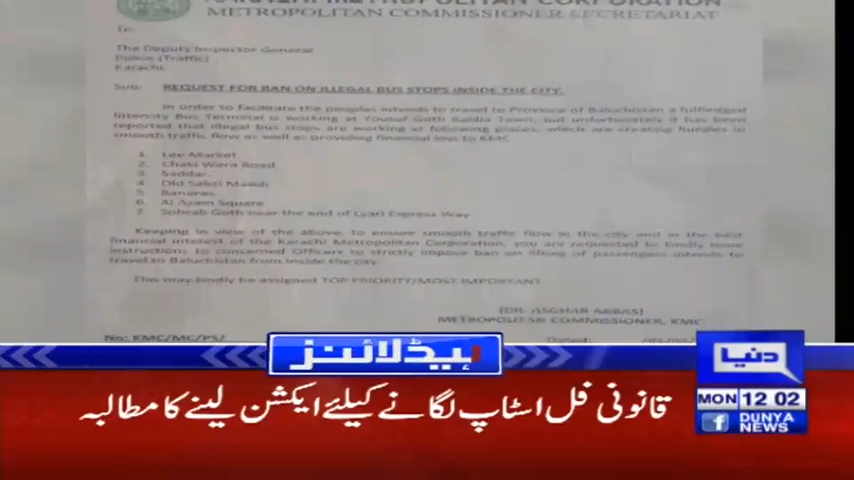 KARACHI METROPOLITAN CORPORATION
METROPOLITAN COMMISSIONER SECRETARIAT
To,
The Deputy Inspector General
Police (Traffic)
Karachi.
Sub: REQUEST FOR BAN ON ILLEGAL BUS STOPS INSIDE THE CITY.
In order to facilitate the peoples intends to travel to Province of Baluchistan a fulfledged
Intercity Bus Terminal is working at Yousuf Goth Baldia Town, but unfortunately it has been
reported that illegal bus stops are working at following places, which are creating hurdles in
smooth traffic flow as well as providing financial loss to KMC.
1. Lee Market
2. Chaki Wara Road
3. Saddar
4. Old Sabzi Mandi
5. Banaras
6. Al Azam Square
7. Sohrab Goth near the end of Lyari Express Way
Keeping in view of the above, to ensure smooth traffic flow in the city and in the best
financial interest of the Karachi Metropolitan Corporation, you are requested to kindly issue
instructions to concerned Officers to strictly impose ban on lifting of passengers intends to
travel to Baluchistan from inside the city.
This may kindly be assigned TOP PRIORITY/MOST IMPORTANT
(DR. ASGHAR ABBAS)
METROPOLITAN COMMISSIONER, KMC
No: KMC/MC/PS/
Dated:
ہیڈلائنز
دنیا
MON 12 02
f DUNYA NEWS
قانونی فل اسٹاپ لگانے کیلئے ایکشن لینے کا مطالبہ